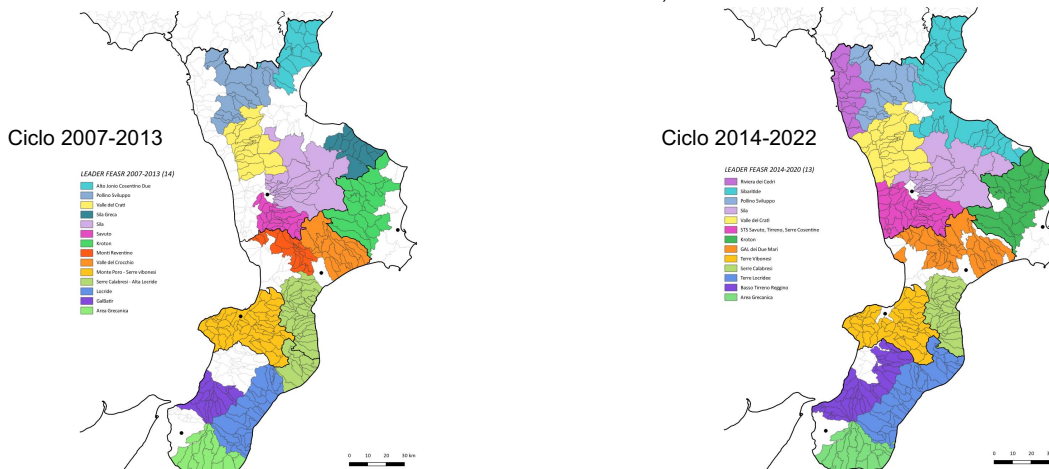 Ciclo 2007-2013
LEADER FEASR 2007-2013 (14)
Alto Jonio Cosentino Due
Pollino Sviluppo
Valle del Crati
Sila Greca
Sila
Savuto
Kroton
Monti Reventino
Valle del Crocchio
Monte Poro - Serre vibonesi
Serre Calabresi - Alta Locride
Locride
GalBatir
Area Grecanica
0 10 20 30 km
Ciclo 2014-2022
LEADER FEASR 2014-2020 (13)
Riviera dei Cedri
Sibaritide
Pollino Sviluppo
Sila
Valle del Crati
STS Savuto, Tirreno, Serre Cosentine
Kroton
GAL dei Due Mari
Terre Vibonesi
Serre Calabresi
Terre Locridee
Basso Tirreno Reggino
Area Grecanica
0 10 20